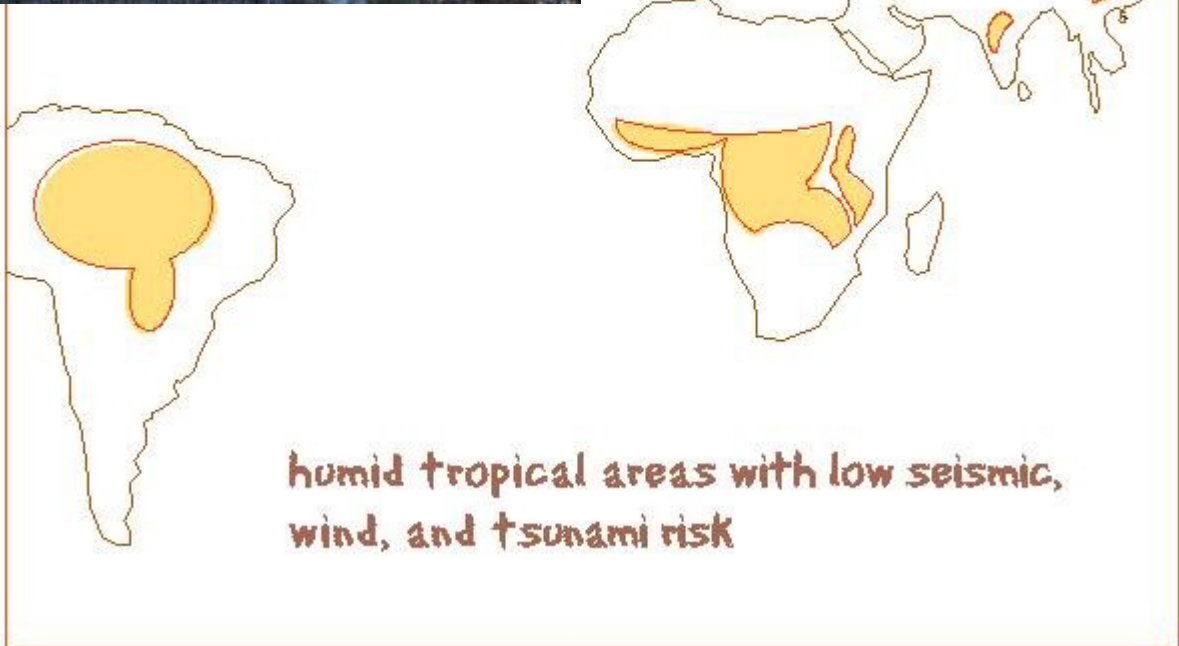 humid tropical areas with low seismic,
wind, and tsunami risk